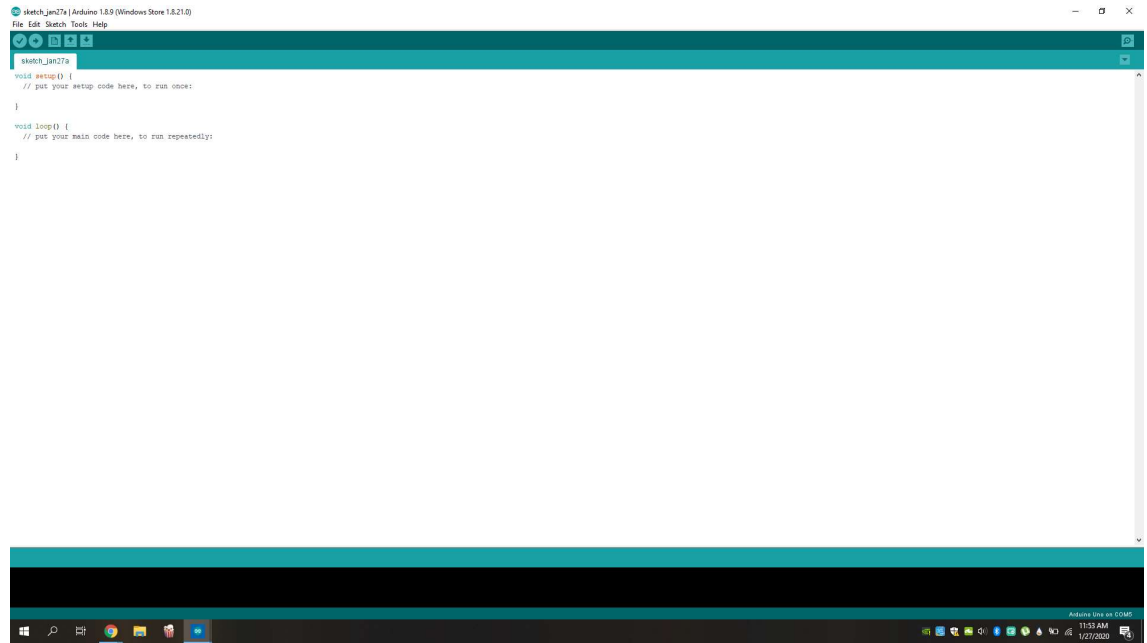 sketch_jan27a | Arduino 1.8.9 (Windows Store 1.8.21.0)
File Edit Sketch Tools Help
sketch_jan27a
void setup() {
  // put your setup code here, to run once:
}
void loop() {
  // put your main code here, to run repeatedly:
}
Arduino Uno on COM5
11:53 AM
1/27/2020